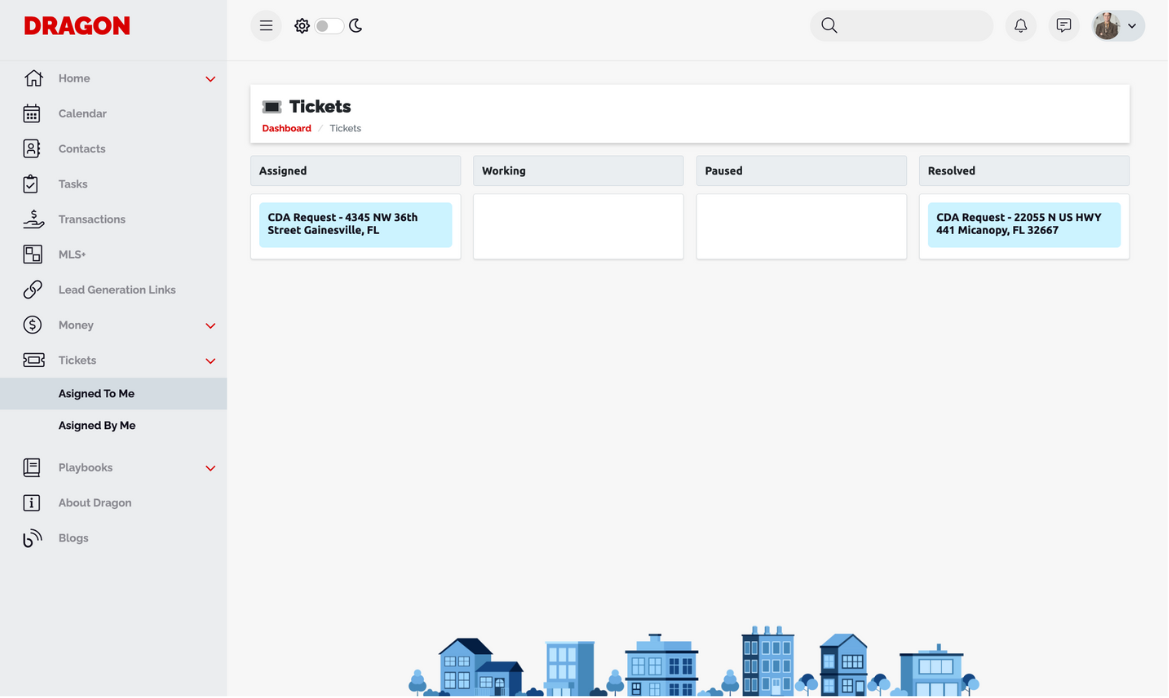 DRAGON
Home
Calendar
Contacts
Tasks
Transactions
MLS+
Lead Generation Links
Money
Tickets
Asigned To Me
Asigned By Me
Playbooks
About Dragon
Blogs
Tickets
Dashboard / Tickets
Assigned
Working
Paused
Resolved
CDA Request - 4345 NW 36th
Street Gainesville, FL
CDA Request - 22055 N US HWY
441 Micanopy, FL 32667